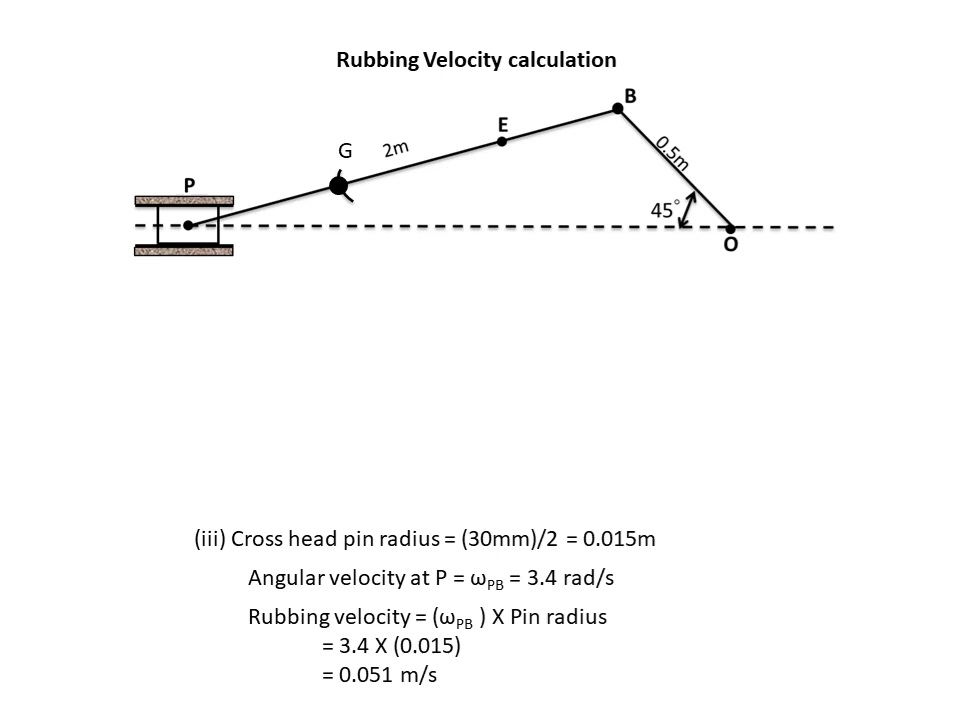 Rubbing Velocity calculation
B
E
0.5m
G
2m
P
45°
O
(iii) Cross head pin radius = (30mm)/2 = 0.015m
Angular velocity at P = ωPB = 3.4 rad/s
Rubbing velocity = (ωPB ) X Pin radius
= 3.4 X (0.015)
= 0.051 m/s